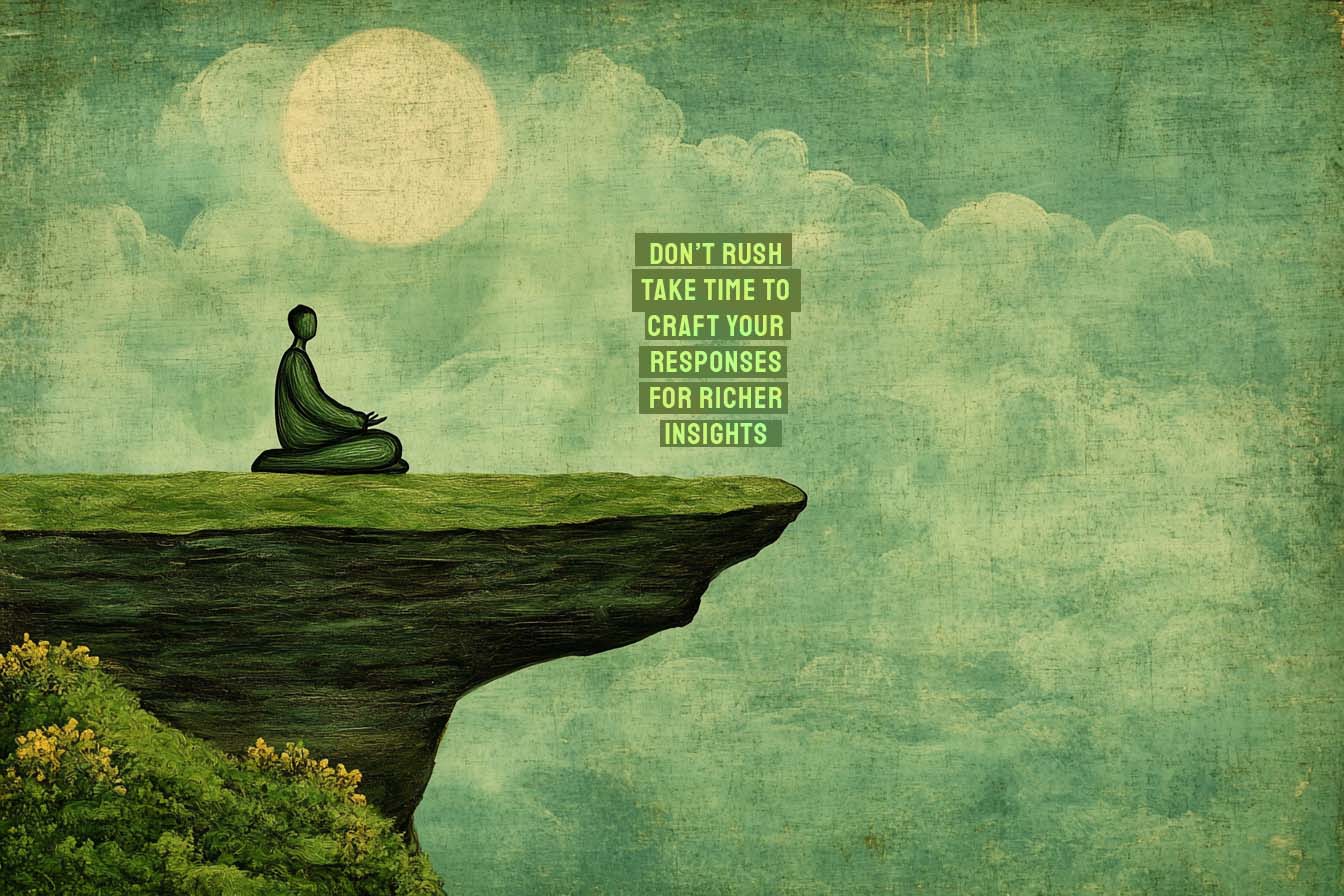 DON’T RUSH
TAKE TIME TO
CRAFT YOUR
RESPONSES
FOR RICHER
INSIGHTS